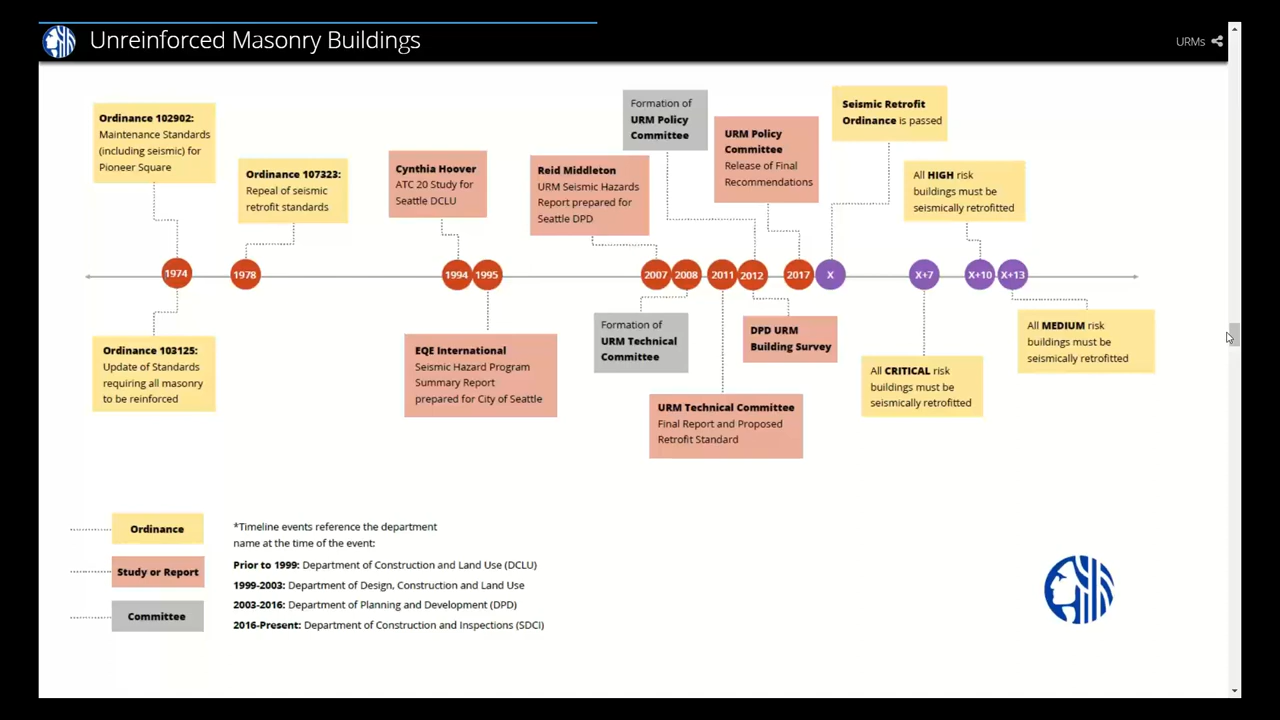 Unreinforced Masonry Buildings
URMs
Ordinance 102902:
Maintenance Standards
(including seismic) for
Pioneer Square
Ordinance 107323:
Repeal of seismic
retrofit standards
Cynthia Hoover
ATC 20 Study for
Seattle DCLU
Reid Middleton
URM Seismic Hazards
Report prepared for
Seattle DPD
Formation of
URM Policy
Committee
URM Policy
Committee
Release of Final
Recommendations
Seismic Retrofit
Ordinance is passed
All HIGH risk
buildings must be
seismically retrofitted
1974 1978 1994 1995 2007 2008 2011 2012 2017 X X+7 X+10 X+13
Ordinance 103125:
Update of Standards
requiring all masonry
to be reinforced
EQE International
Seismic Hazard Program
Summary Report
prepared for City of Seattle
Formation of
URM Technical
Committee
URM Technical Committee
Final Report and Proposed
Retrofit Standard
DPD URM
Building Survey
All CRITICAL risk
buildings must be
seismically retrofitted
All MEDIUM risk
buildings must be
seismically retrofitted
Ordinance
Study or Report
Committee
*Timeline events reference the department
name at the time of the event:
Prior to 1999: Department of Construction and Land Use (DCLU)
1999-2003: Department of Design, Construction and Land Use
2003-2016: Department of Planning and Development (DPD)
2016-Present: Department of Construction and Inspections (SDCI)